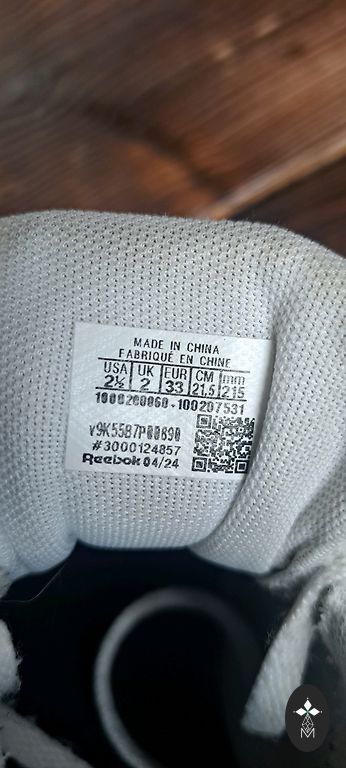 MADE IN CHINA
FABRIQUÉ EN CHINE
USA UK EUR CM mm
2½ 2 33 21,5 215
1000200060-100207531
v9K55B7P00890
#3000124857
Reebok 04/24
M